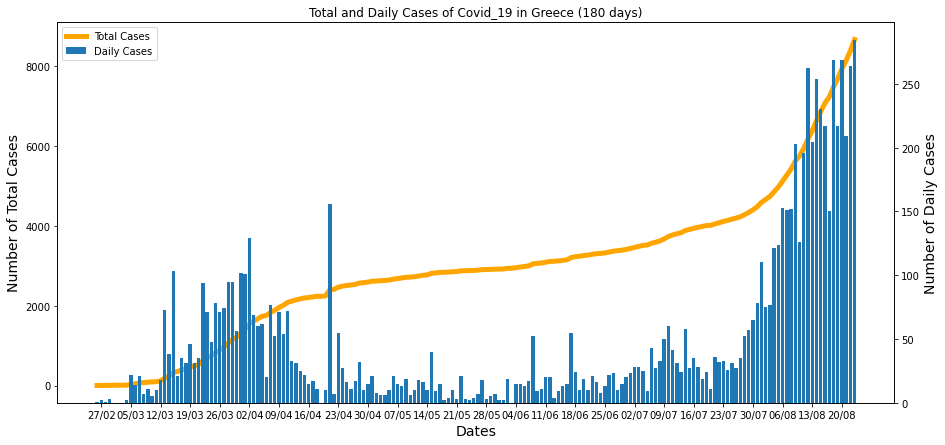 Total and Daily Cases of Covid_19 in Greece (180 days)
Total Cases
Daily Cases
Number of Total Cases
8000
6000
4000
2000
0
Number of Daily Cases
250
200
150
100
50
0
27/02 05/03 12/03 19/03 26/03 02/04 09/04 16/04 23/04 30/04 07/05 14/05 21/05 28/05 04/06 11/06 18/06 25/06 02/07 09/07 16/07 23/07 30/07 06/08 13/08 20/08
Dates